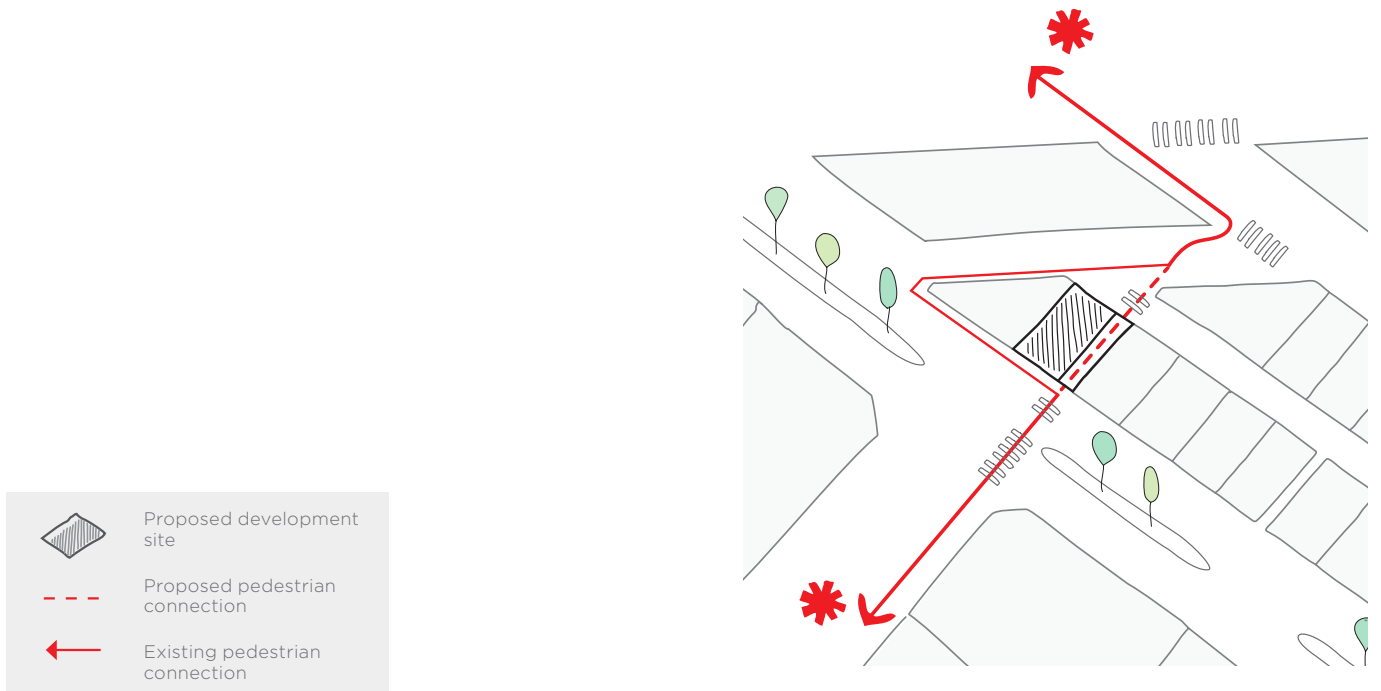 Proposed development
site
Proposed pedestrian
connection
Existing pedestrian
connection